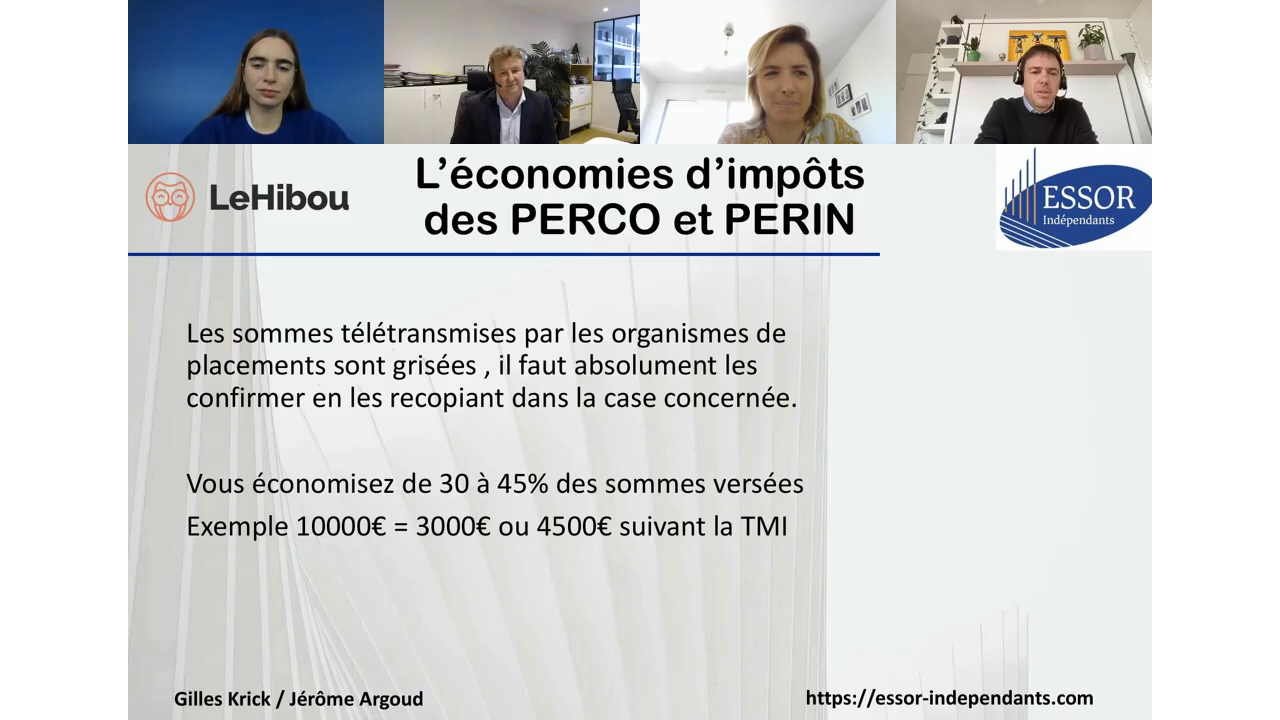 LeHibou
L'économies d'impôts
des PERCO et PERIN
ESSOR
Indépendants
Les sommes télétransmises par les organismes de
placements sont grisées , il faut absolument les
confirmer en les recopiant dans la case concernée.
Vous économisez de 30 à 45% des sommes versées
Exemple 10000€ = 3000€ ou 4500€ suivant la TMI
Gilles Krick / Jérôme Argoud
https://essor-independants.com